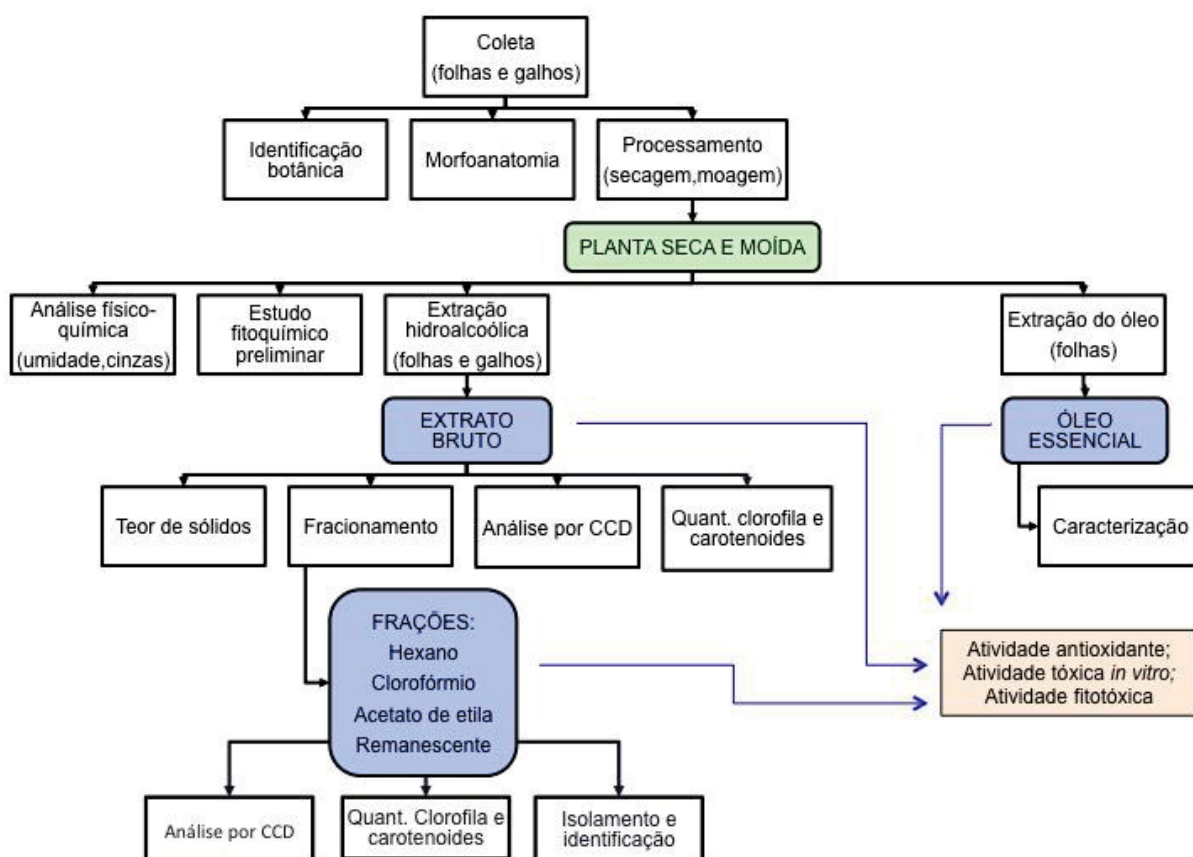 Coleta
(folhas e galhos)
Identificação
botânica
Morfoanatomia
Processamento
(secagem,moagem)
PLANTA SECA E MOÍDA
Análise físico-
química
(umidade,cinzas)
Estudo
fitoquímico
preliminar
Extração
hidroalcoólica
(folhas e galhos)
Extração do óleo
(folhas)
EXTRATO
BRUTO
ÓLEO
ESSENCIAL
Teor de sólidos
Fracionamento
Análise por CCD
Quant. clorofila e
carotenoides
Caracterização
FRAÇÕES:
Hexano
Clorofórmio
Acetato de etila
Remanescente
Atividade antioxidante;
Atividade tóxica in vitro;
Atividade fitotóxica
Análise por CCD
Quant. Clorofila e
carotenoides
Isolamento e
identificação